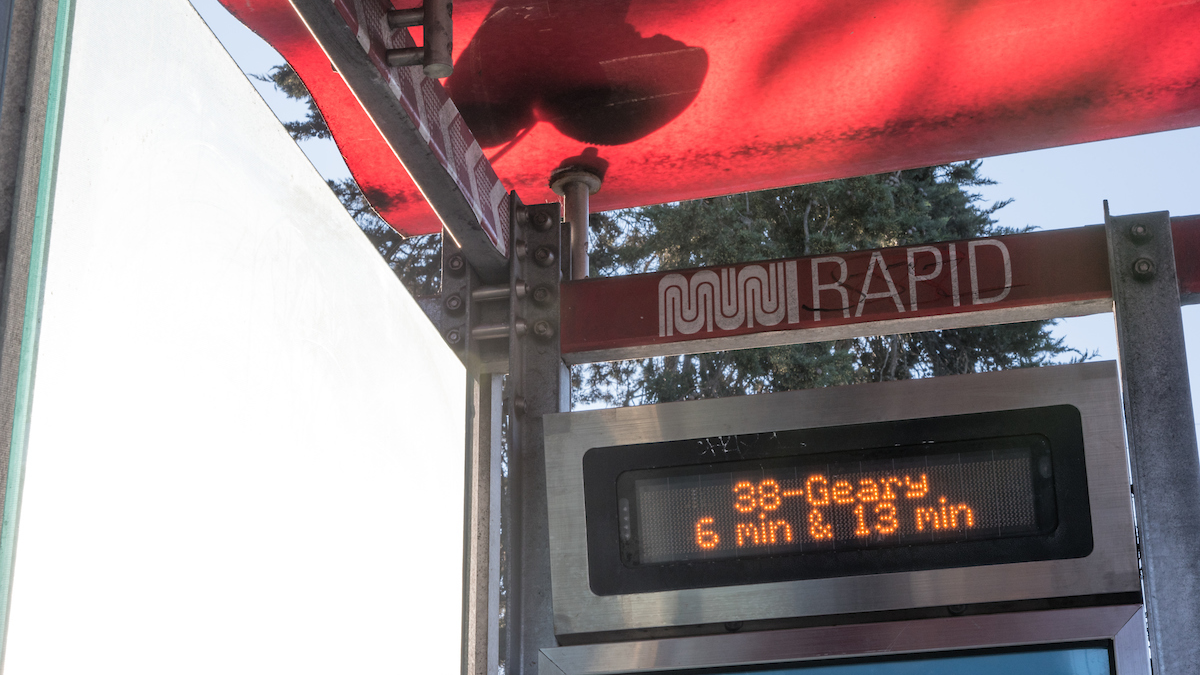 MUNI RAPID
38-Geary
6 min & 13 min